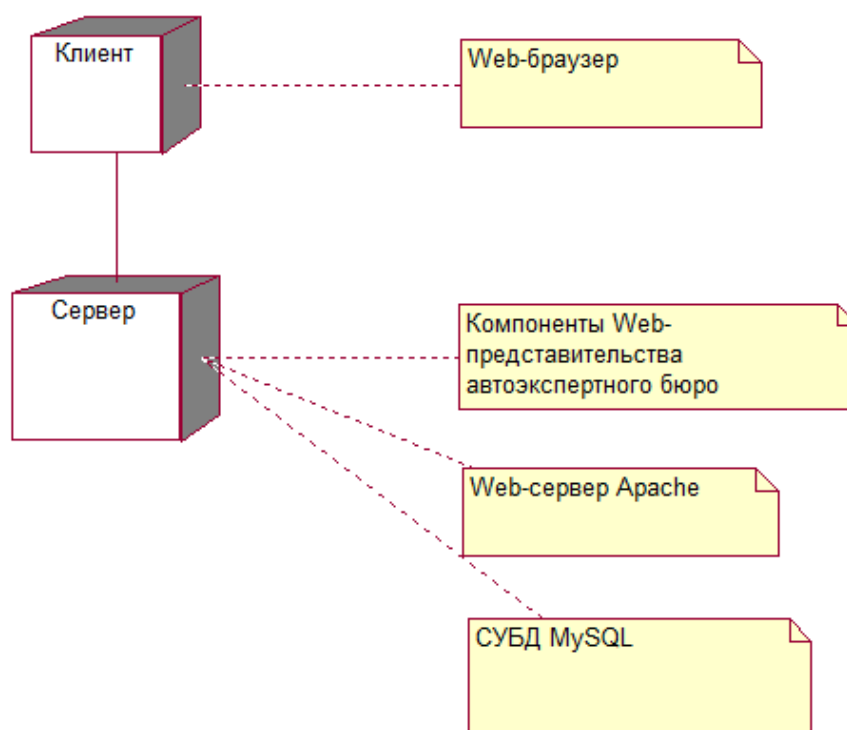 Клиент
Web-браузер
Сервер
Компоненты Web-
представительства
автоэкспертного бюро
Web-сервер Apache
СУБД MySQL